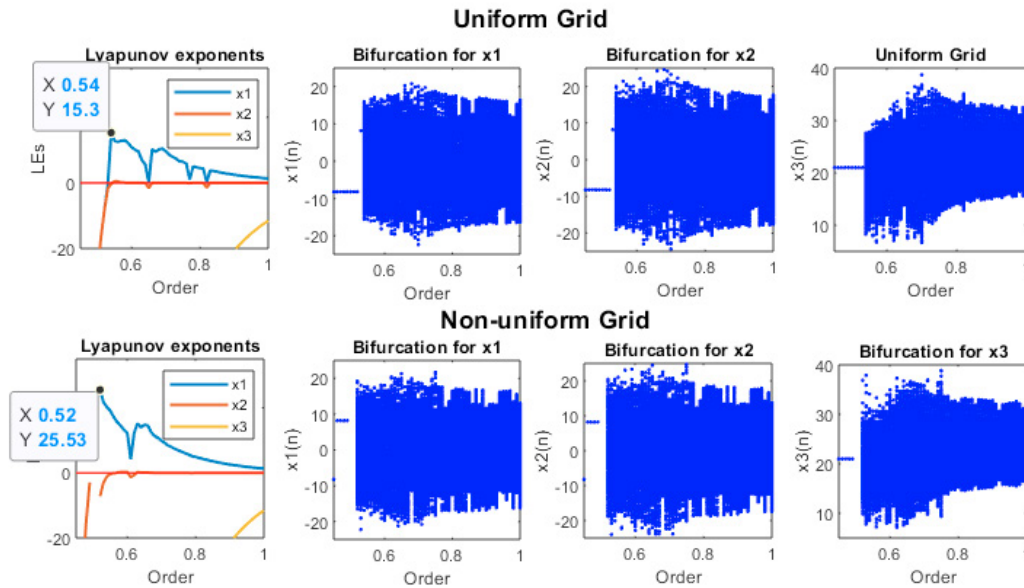 Uniform Grid
Lyapunov exponents
X 0.54
Y 15.3
x1
x2
x3
LEs
0
-20
0.6
0.8
1
Order
Bifurcation for x1
x1(n)
20
10
0
-10
-20
0.6
0.8
1
Order
Bifurcation for x2
x2(n)
20
10
0
-10
-20
0.6
0.8
1
Order
Uniform Grid
x3(n)
40
30
20
10
0.6
0.8
Order
Non-uniform Grid
Lyapunov exponents
X 0.52
Y 25.53
x1
x2
x3
0
-20
0.6
0.8
1
Order
Bifurcation for x1
x1(n)
20
10
0
-10
-20
0.6
0.8
1
Order
Bifurcation for x2
x2(n)
20
10
0
-10
-20
0.6
0.8
1
Order
Bifurcation for x3
x3(n)
40
30
20
10
0.6
0.8
Order